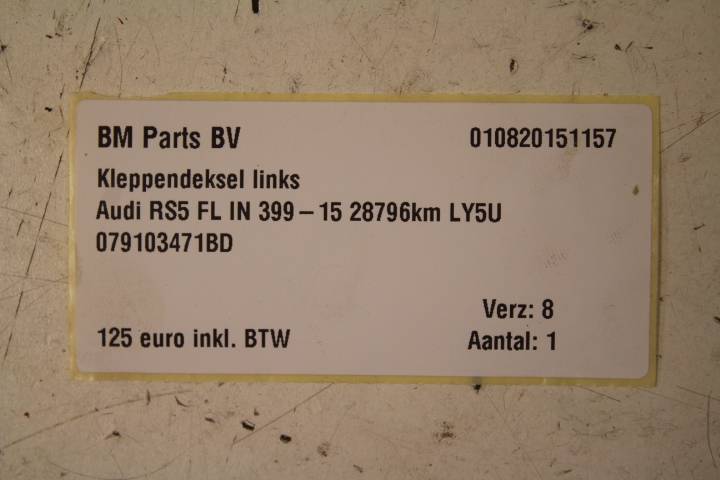 BM Parts BV 010820151157
Kleppendeksel links
Audi RS5 FL IN 399 – 15 28796km LY5U
079103471BD
Verz: 8
125 euro inkl. BTW Aantal: 1